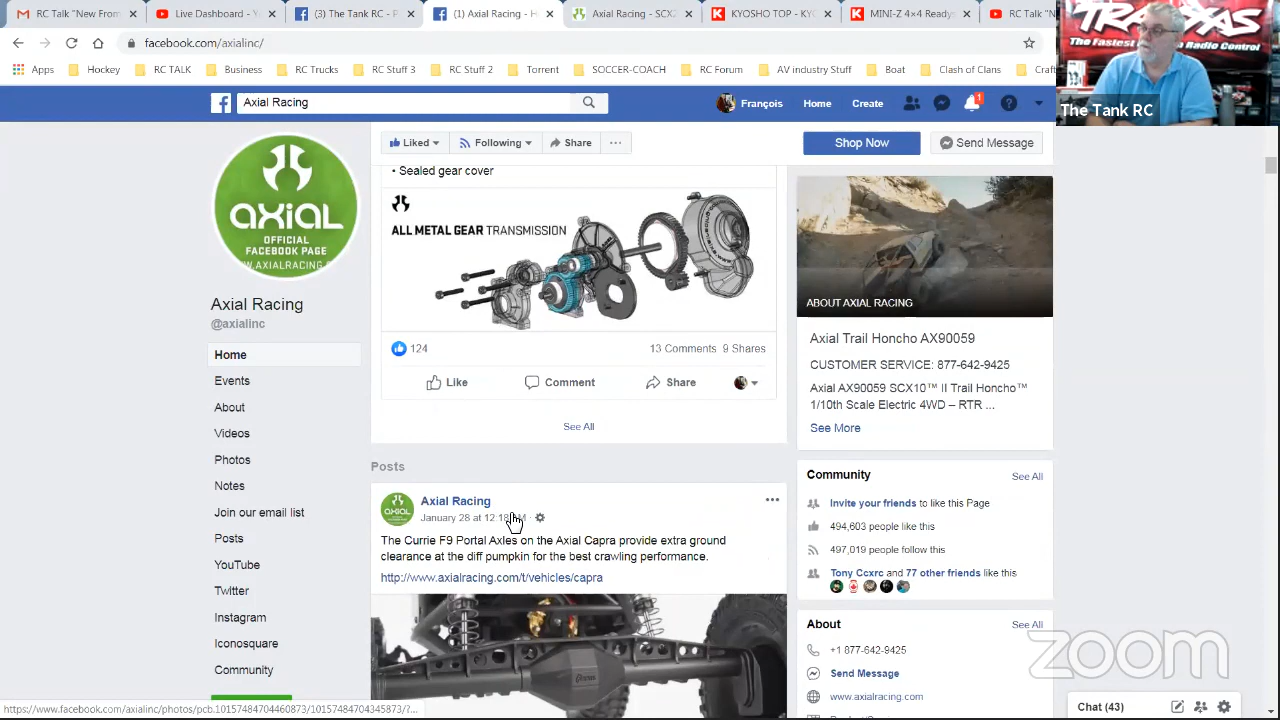 RC Talk "New From
Live Dashboard - Y
(3) The Tank
(1) Axial Racing - H
Axial Racing - SCX
KYOSHO TOP - KYO
MINI-Z 4×4 Readys
RC Talk "N
facebook.com/axialinc/
Apps
Hockey
RC TALK
Business
RC Trucks
RC Stuff 3
RC Stuff 2
SOCCER COACH
RC Forum
AV Industry Stuff
Boat
Clash of Clans
Craft
TRAXXAS
The Fastest
Radio Control
The Tank RC
Axial Racing
François
Home
Create
1
Liked
Following
Share
Shop Now
Send Message
• Sealed gear cover
ALL METAL GEAR TRANSMISSION
124
13 Comments 9 Shares
Like
Comment
Share
See All
Posts
Axial Racing
January 28 at
The Currie F9 Portal Axles on the Axial Capra provide extra ground
clearance at the diff pumpkin for the best crawling performance.
http://www.axialracing.com/t/vehicles/capra
AXIAL
OFFICIAL
FACEBOOK PAGE
Axial Racing
@axialinc
Home
Events
About
Videos
Photos
Notes
Join our email list
Posts
YouTube
Twitter
Instagram
Iconosquare
Community
ABOUT AXIAL RACING
Axial Trail Honcho AX90059
CUSTOMER SERVICE: 877-642-9425
Axial AX90059 SCX10™ II Trail Honcho™
1/10th Scale Electric 4WD – RTR ...
See More
Community
See All
Invite your friends to like this Page
494,603 people like this
497,019 people follow this
Tony Ccxrc and 77 other friends like this
About
See All
+1 877-642-9425
Send Message
www.axialracing.com
zoom
Chat (43)
https://www.facebook.com/axialinc/photos/pcb.10157484704460873/10157484704345873/?...